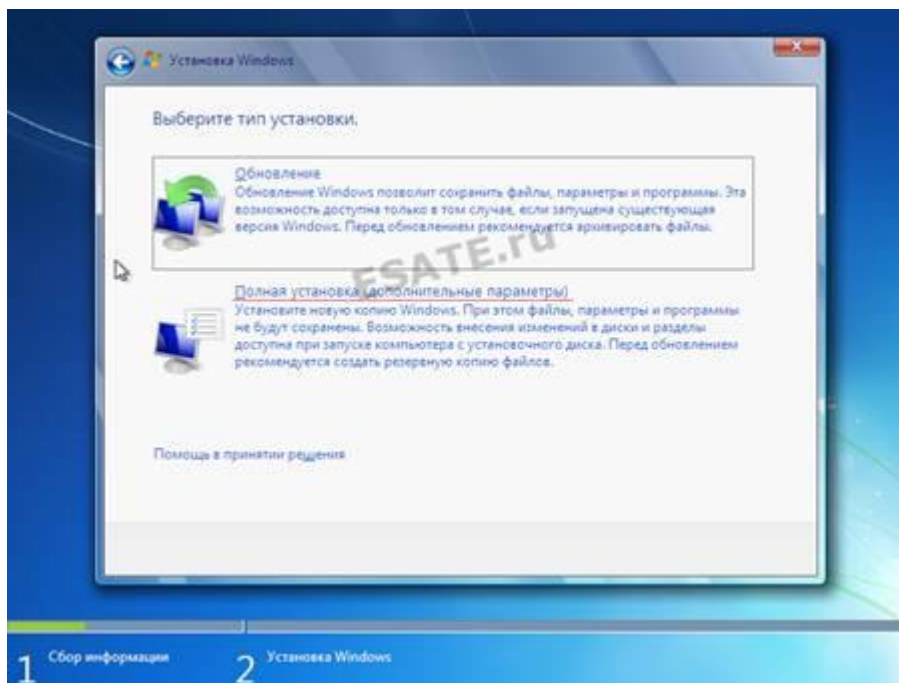 Установка Windows
Выберите тип установки.
Обновление
Обновление Windows позволит сохранить файлы, параметры и программы. Эта
возможность доступна только в том случае, если запущена существующая
версия Windows. Перед обновлением рекомендуется архивировать файлы.
ESATE.ru
Полная установка (дополнительные параметры)
Установите новую копию Windows. При этом файлы, параметры и программы
не будут сохранены. Возможность внесения изменений в диски и разделы
доступна при запуске компьютера с установочного диска. Перед обновлением
рекомендуется создать резервную копию файлов.
Помощь в принятии решения
1 Сбор информации
2 Установка Windows